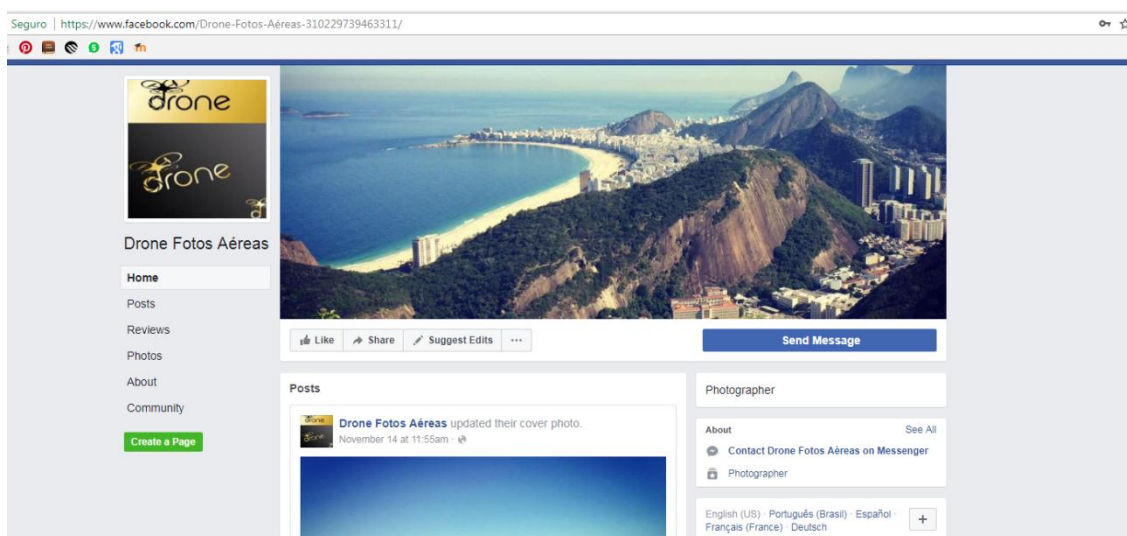 Seguro | https://www.facebook.com/Drone-Fotos-Aéreas-310229739463311/
drone
drone
d
Drone Fotos Aéreas
Home
Posts
Reviews
Photos
About
Community
Create a Page
Like
Share
Suggest Edits
...
Send Message
Posts
drone
drone
Drone Fotos Aéreas updated their cover photo.
November 14 at 11:55am ·
Photographer
About
See All
Contact Drone Fotos Aéreas on Messenger
Photographer
English (US) · Português (Brasil) · Español ·
Français (France) · Deutsch
+